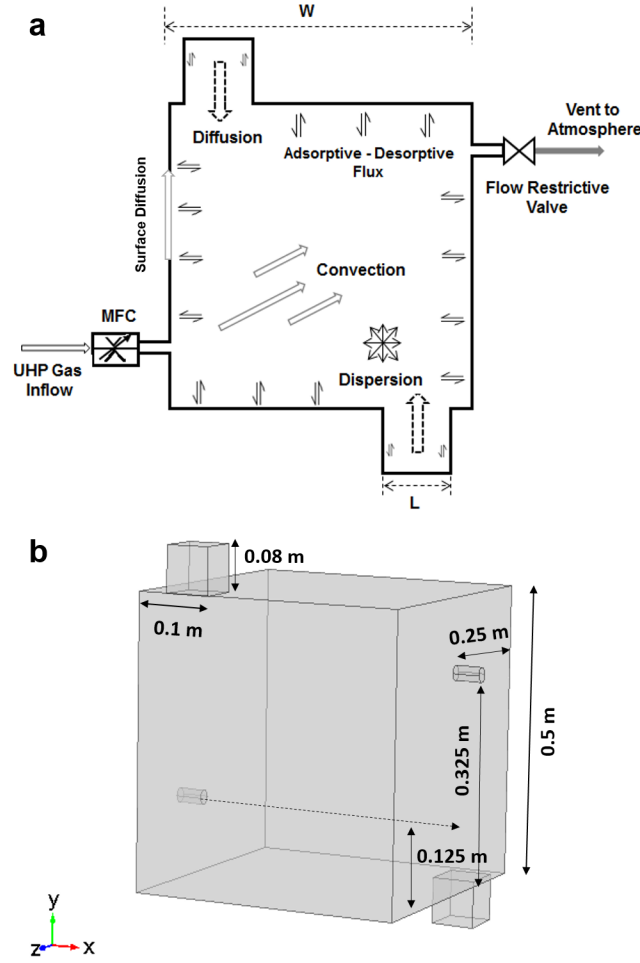 a
W
Diffusion
Adsorptive - Desorptive
Flux
Vent to
Atmosphere
Flow Restrictive
Valve
Surface Diffusion
Convection
MFC
UHP Gas
Inflow
Dispersion
L
b
0.08 m
0.1 m
0.25 m
0.5 m
0.325 m
0.125 m
y
z
x